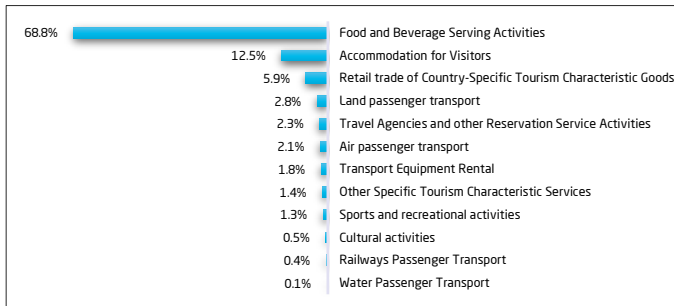 68.8% Food and Beverage Serving Activities
12.5% Accommodation for Visitors
5.9% Retail trade of Country-Specific Tourism Characteristic Goods
2.8% Land passenger transport
2.3% Travel Agencies and other Reservation Service Activities
2.1% Air passenger transport
1.8% Transport Equipment Rental
1.4% Other Specific Tourism Characteristic Services
1.3% Sports and recreational activities
0.5% Cultural activities
0.4% Railways Passenger Transport
0.1% Water Passenger Transport